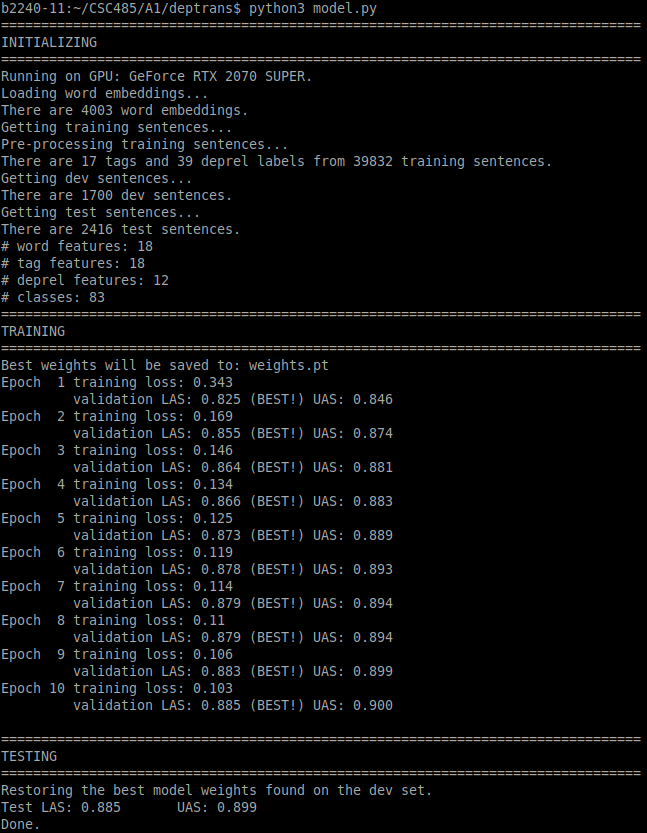 b2240-11:~/CSC485/A1/deptrans$ python3 model.py
================================================================================
INITIALIZING
================================================================================
Running on GPU: GeForce RTX 2070 SUPER.
Loading word embeddings...
There are 4003 word embeddings.
Getting training sentences...
Pre-processing training sentences...
There are 17 tags and 39 deprel labels from 39832 training sentences.
Getting dev sentences...
There are 1700 dev sentences.
Getting test sentences...
There are 2416 test sentences.
# word features: 18
# tag features: 18
# deprel features: 12
# classes: 83
================================================================================
TRAINING
================================================================================
Best weights will be saved to: weights.pt
Epoch  1 training loss: 0.343
         validation LAS: 0.825 (BEST!) UAS: 0.846
Epoch  2 training loss: 0.169
         validation LAS: 0.855 (BEST!) UAS: 0.874
Epoch  3 training loss: 0.146
         validation LAS: 0.864 (BEST!) UAS: 0.881
Epoch  4 training loss: 0.134
         validation LAS: 0.866 (BEST!) UAS: 0.883
Epoch  5 training loss: 0.125
         validation LAS: 0.873 (BEST!) UAS: 0.889
Epoch  6 training loss: 0.119
         validation LAS: 0.878 (BEST!) UAS: 0.893
Epoch  7 training loss: 0.114
         validation LAS: 0.879 (BEST!) UAS: 0.894
Epoch  8 training loss: 0.11
         validation LAS: 0.879 (BEST!) UAS: 0.894
Epoch  9 training loss: 0.106
         validation LAS: 0.883 (BEST!) UAS: 0.899
Epoch 10 training loss: 0.103
         validation LAS: 0.885 (BEST!) UAS: 0.900

================================================================================
TESTING
================================================================================
Restoring the best model weights found on the dev set.
Test LAS: 0.885       UAS: 0.899
Done.